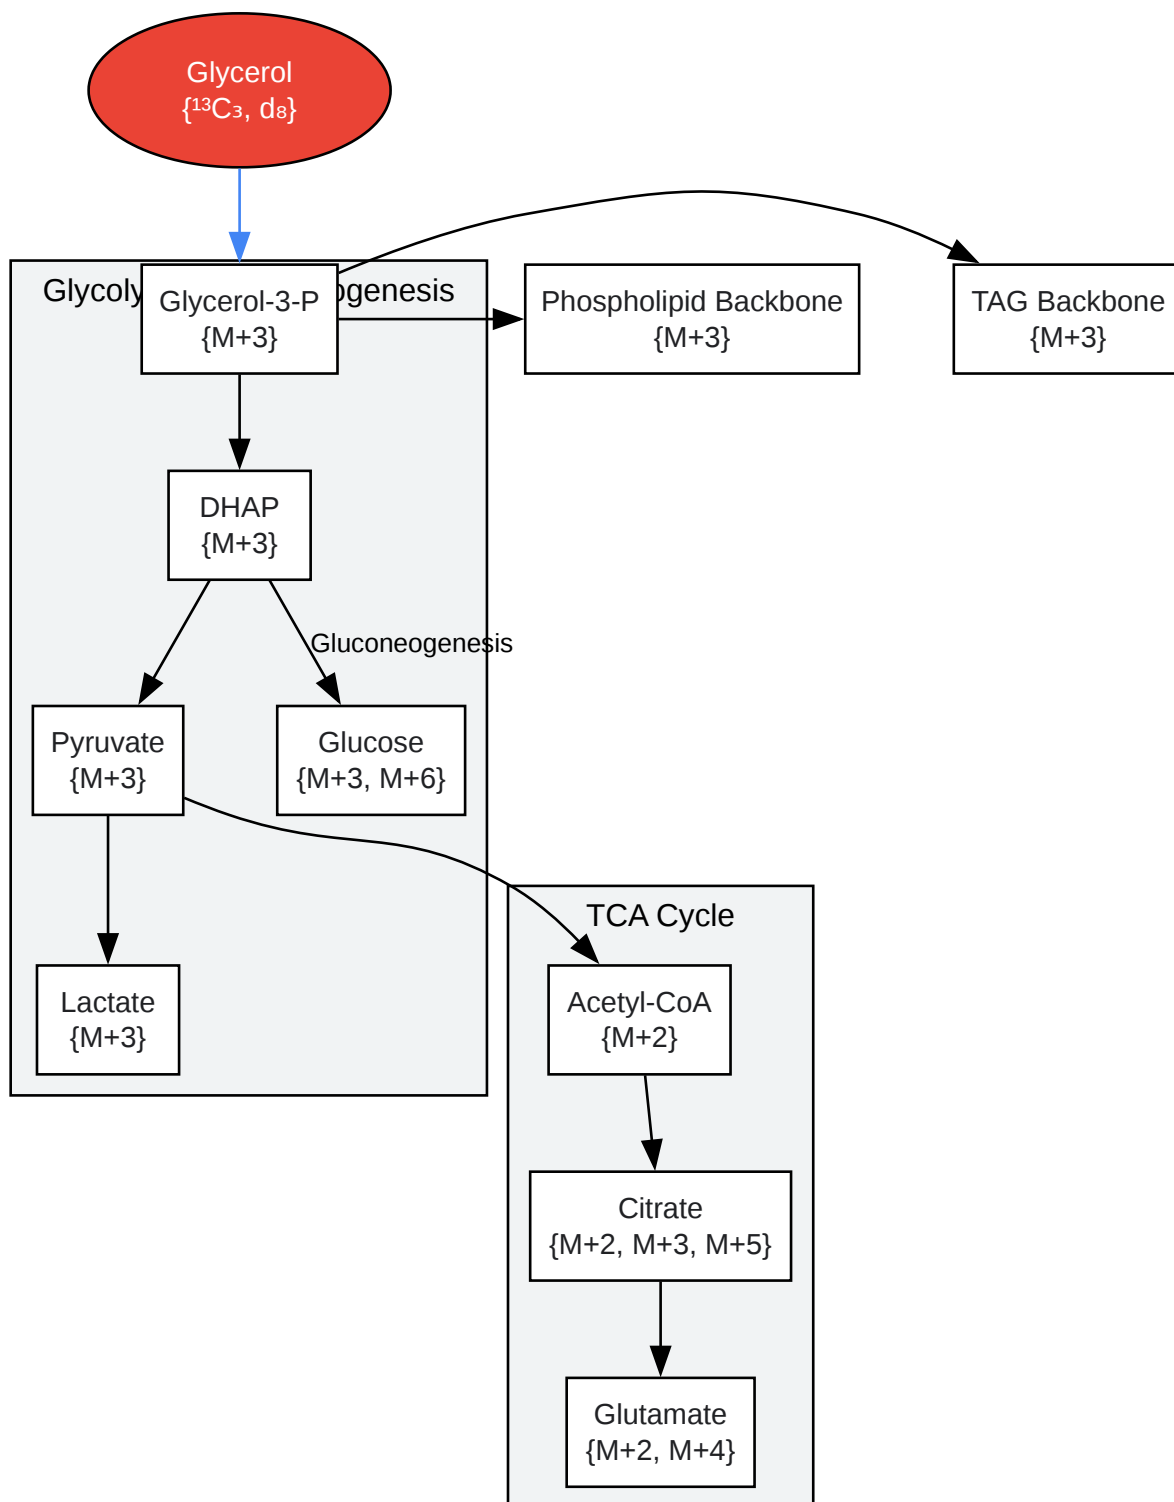 Glycerol
{¹³C₃, d₈}
Glycoly ogenesis
Glycerol-3-P
{M+3}
Phospholipid Backbone
{M+3}
TAG Backbone
{M+3}
DHAP
{M+3}
Gluconeogenesis
Pyruvate
{M+3}
Glucose
{M+3, M+6}
TCA Cycle
Lactate
{M+3}
Acetyl-CoA
{M+2}
Citrate
{M+2, M+3, M+5}
Glutamate
{M+2, M+4}